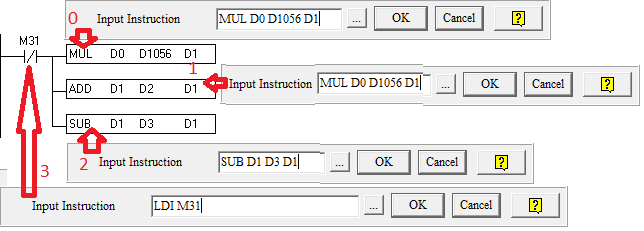 0 Input Instruction MUL D0 D1056 D1 ... OK Cancel ?
M31
MUL D0 D1056 D1
1
ADD D1 D2 D1 Input Instruction MUL D0 D1056 D1 ... OK Cancel ?
SUB D1 D3 D1
2 Input Instruction SUB D1 D3 D1 ... OK Cancel ?
3
Input Instruction LDI M31 ... OK Cancel ?